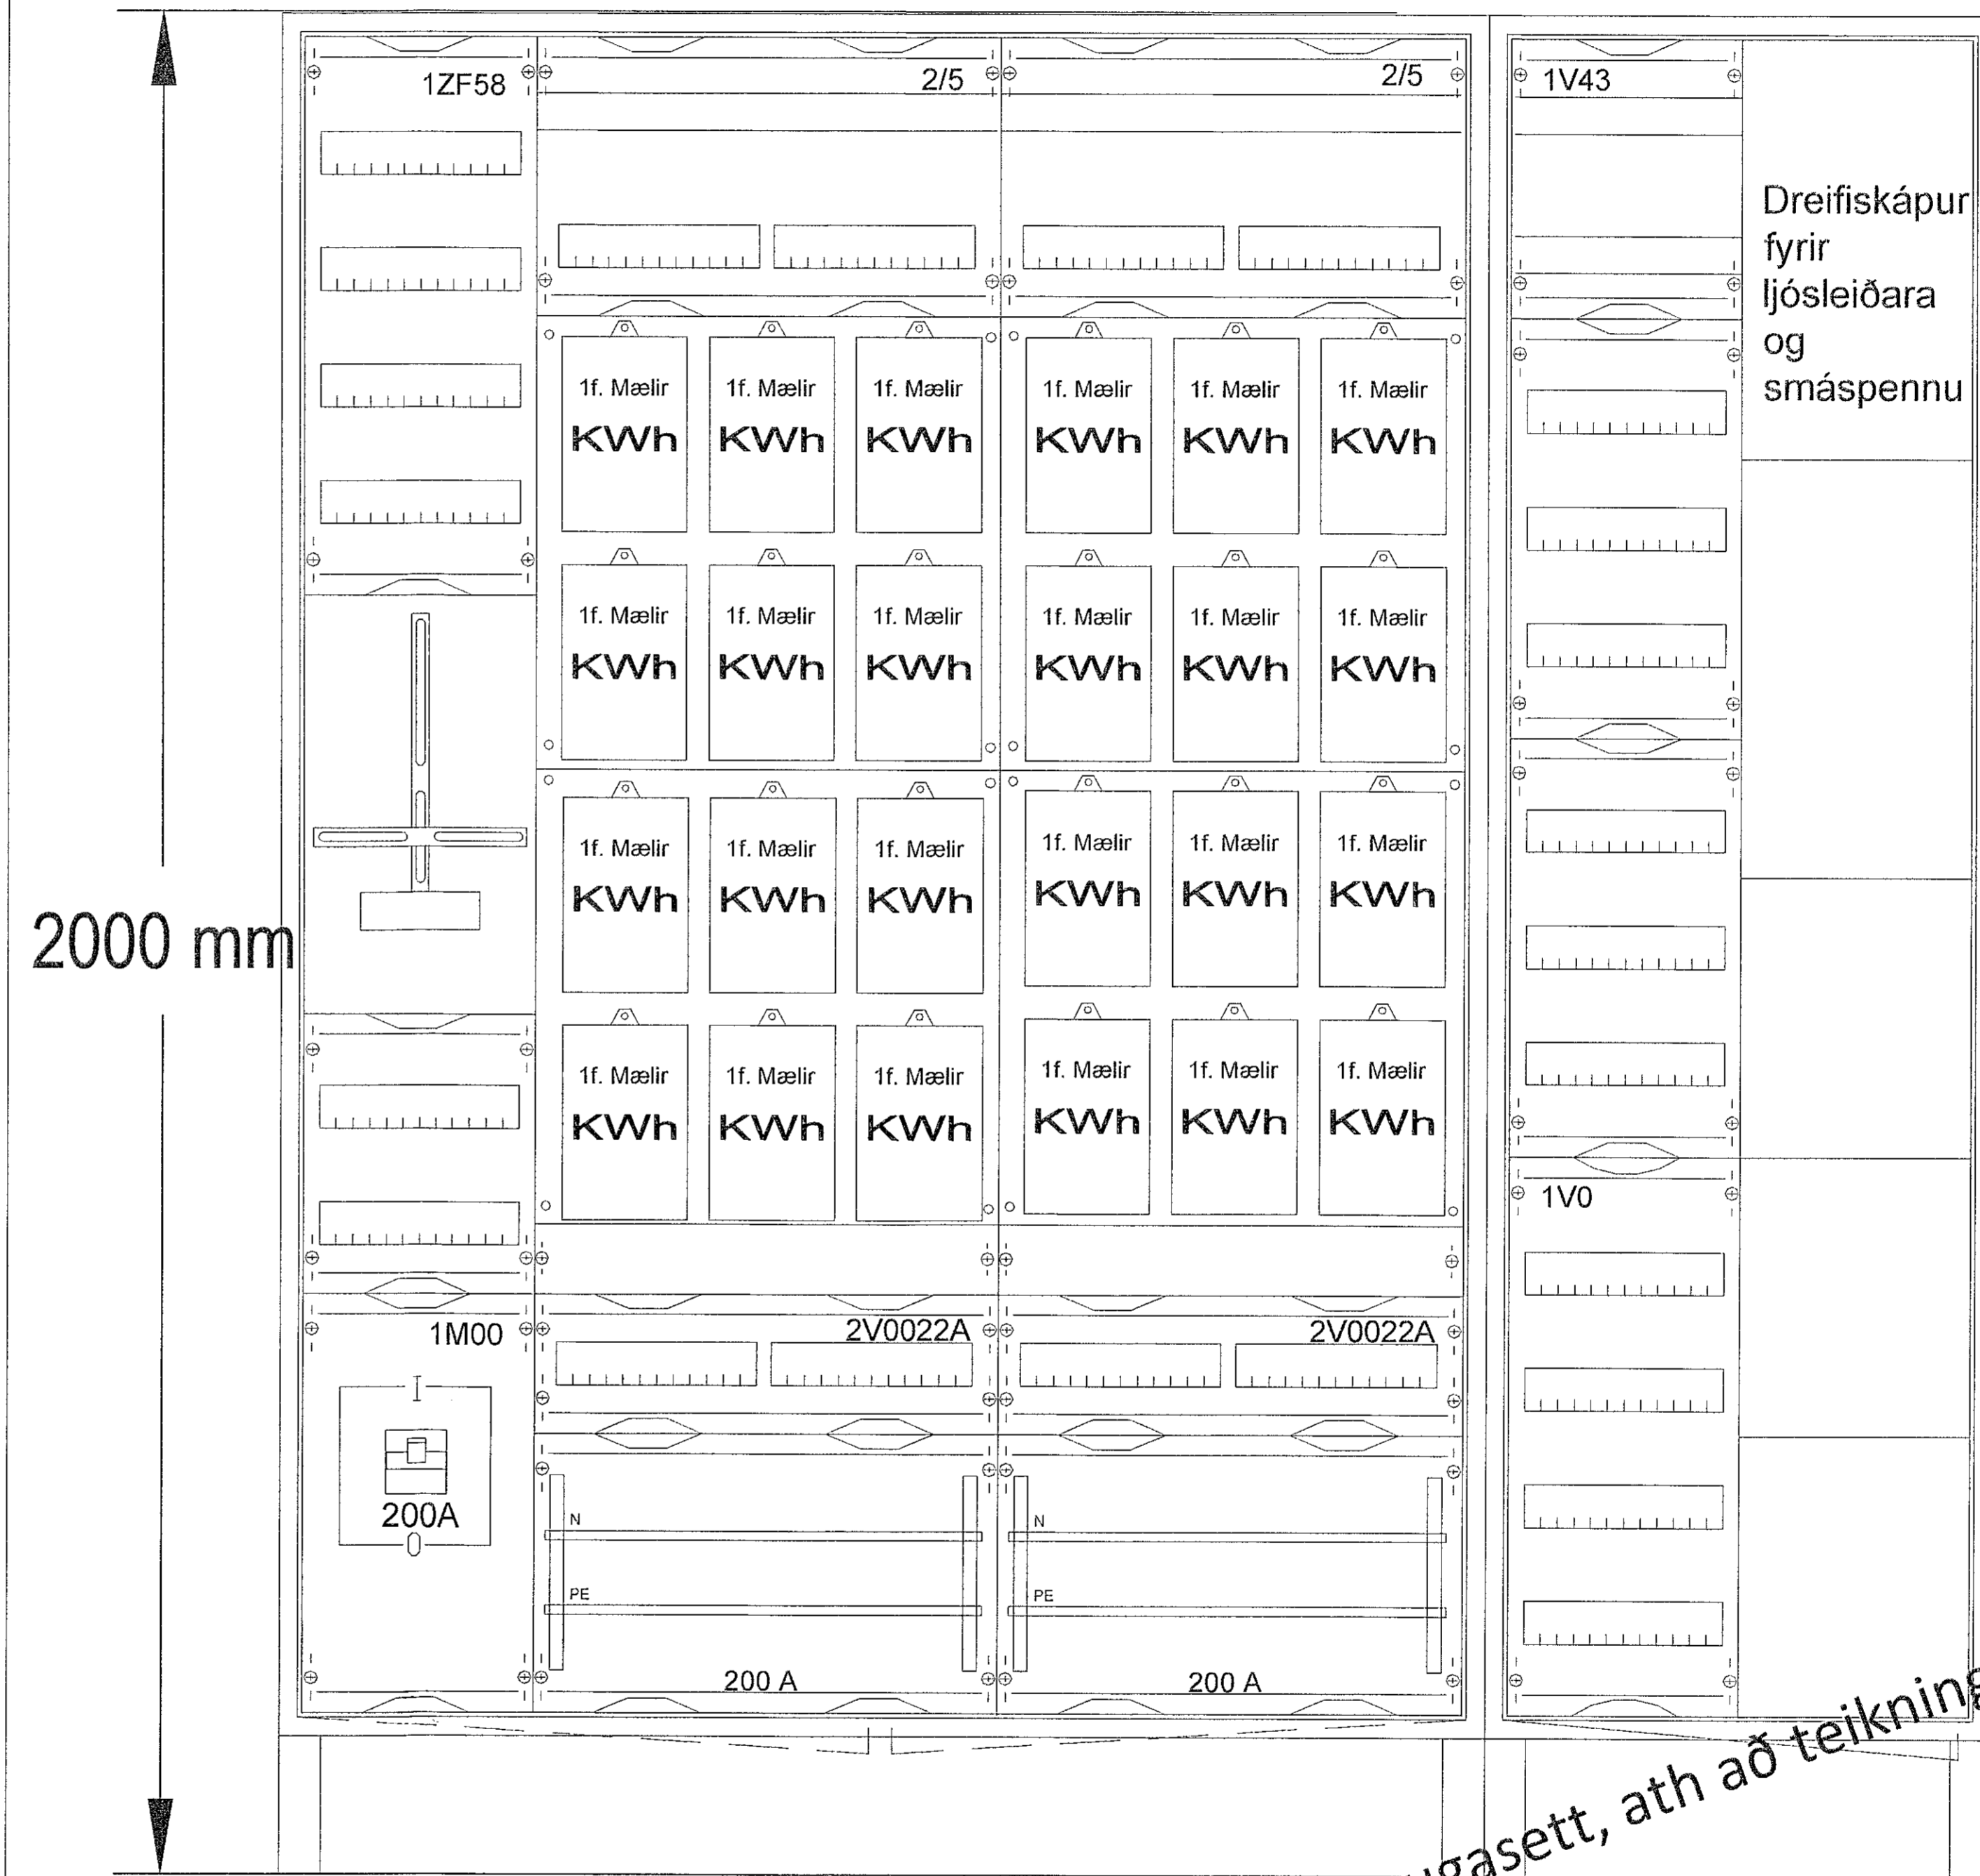 1ZF58
2/5
2/5
1V43
Dreifiskápur
fyrir
ljósleiðara
og
smáspennu
1f. Mælir 1f. Mælir 1f. Mælir 1f. Mælir 1f. Mælir 1f. Mælir
KWh KWh KWh KWh KWh KWh
1f. Mælir 1f. Mælir 1f. Mælir 1f. Mælir 1f. Mælir 1f. Mælir
KWh KWh KWh KWh KWh KWh
1f. Mælir 1f. Mælir 1f. Mælir 1f. Mælir 1f. Mælir 1f. Mælir
KWh KWh KWh KWh KWh KWh
2000 mm
1f. Mælir 1f. Mælir 1f. Mælir 1f. Mælir 1f. Mælir 1f. Mælir
KWh KWh KWh KWh KWh KWh
1V0
1M00
2V0022A
2V0022A
I
200A
0
N
N
PE
PE
200 A
200 A
ath að teikning